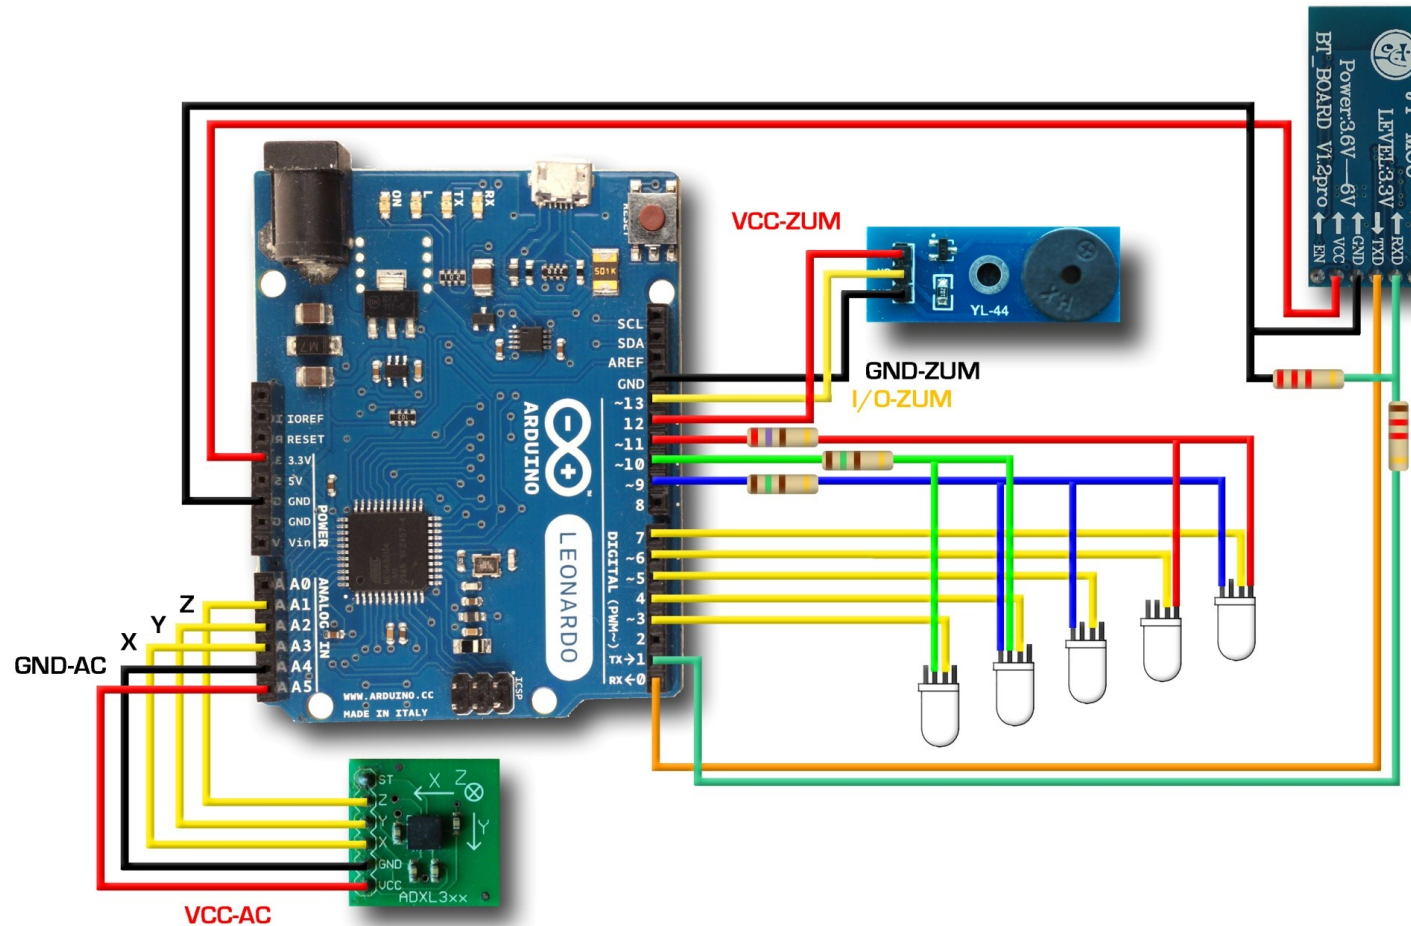 BT_BOARD V1.2pro
Power:3.6V—6V
LEVEL:3.3V
EN
VCC
GND
TXD
RXD
VCC-ZUM
YL-44
GND-ZUM
I/O-ZUM
ON
L
TX
RX
RESET
501K
SCL
SDA
AREF
GND
~13
12
~11
~10
~9
8
7
~6
~5
4
~3
2
TX→1
RX←0
DIGITAL (PWM~)
ARDUINO
LEONARDO
IOREF
RESET
3.3V
5V
GND
GND
Vin
POWER
A0
A1
A2
A3
A4
A5
ANALOG IN
WWW.ARDUINO.CC
MADE IN ITALY
ICSP
Z
Y
X
GND-AC
VCC-AC
ST
Z
Y
X
GND
VCC
X
Z
Y
ADXL3xx